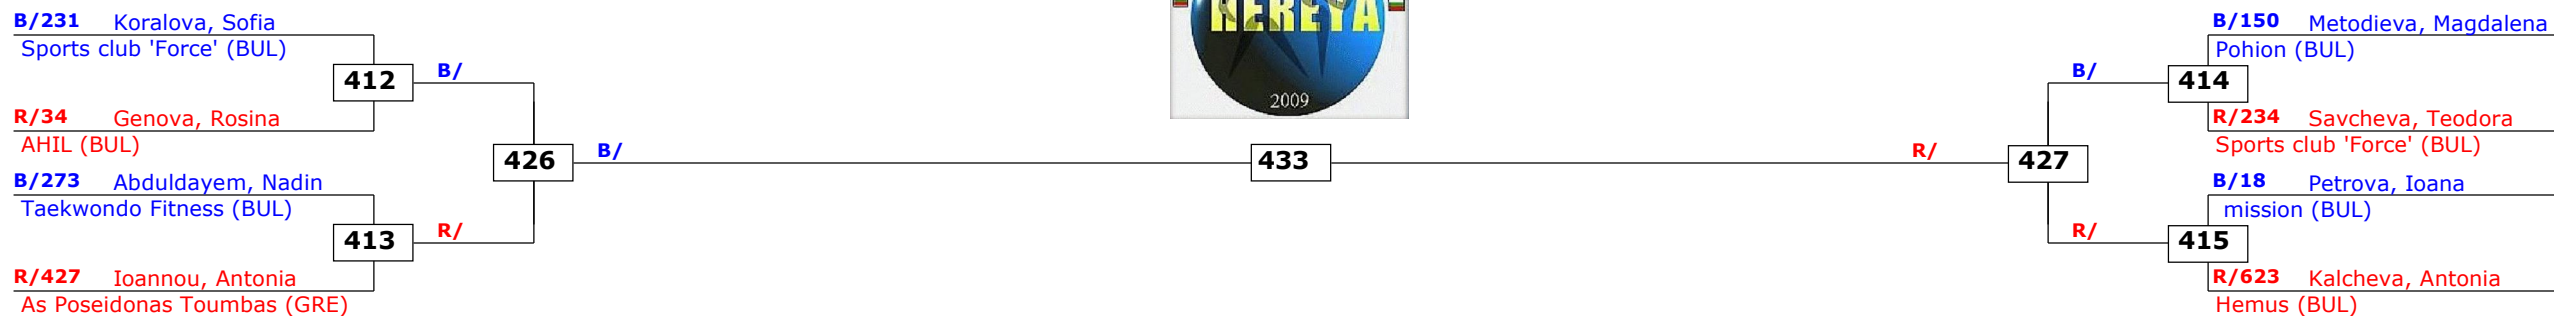 HEREYA
2009
B/231 Koralova, Sofia
Sports club 'Force' (BUL)
412
B/
R/34 Genova, Rosina
AHIL (BUL)
426
B/
B/273 Abduldayem, Nadin
Taekwondo Fitness (BUL)
413
R/
R/427 Ioannou, Antonia
As Poseidonas Toumbas (GRE)
433
B/150 Metodieva, Magdalena
Pohion (BUL)
B/
414
R/234 Savcheva, Teodora
Sports club 'Force' (BUL)
R/
427
B/18 Petrova, Ioana
mission (BUL)
R/
415
R/623 Kalcheva, Antonia
Hemus (BUL)